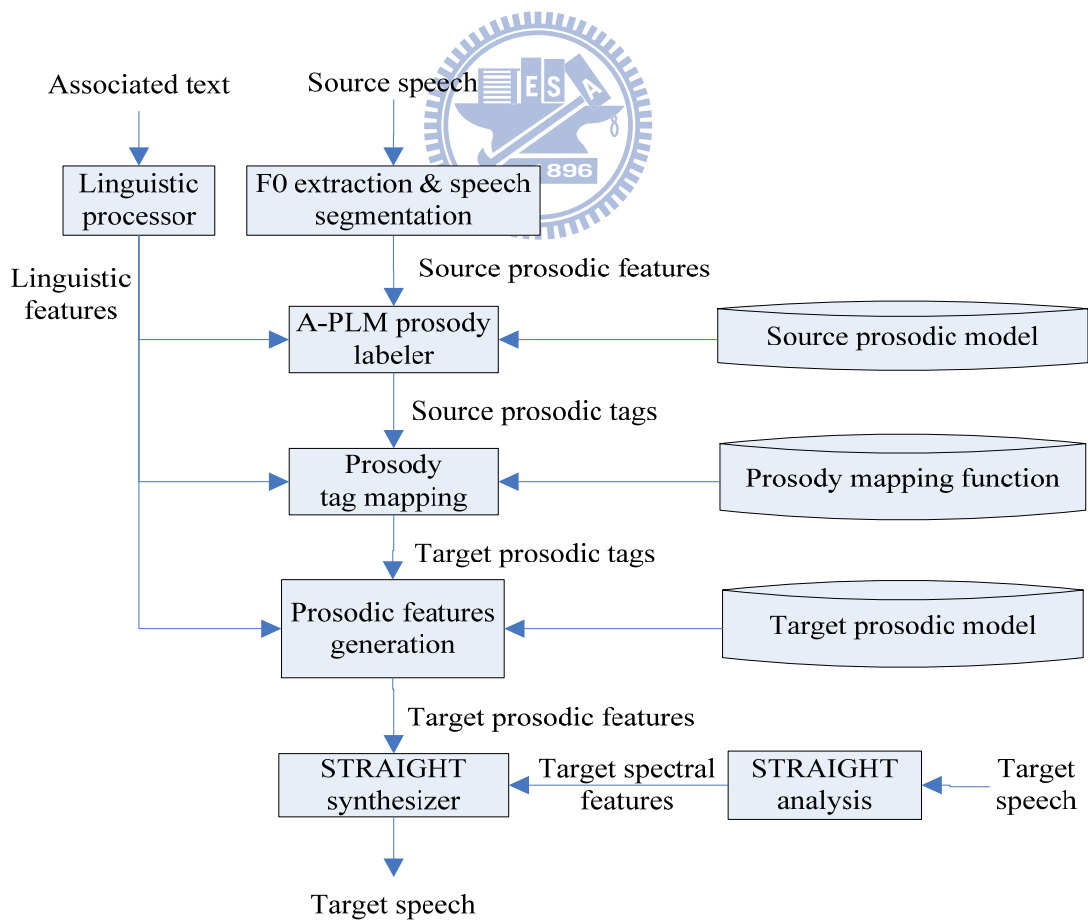 Associated text
Source speech
E S A
896
Linguistic
processor
F0 extraction & speech
segmentation
Linguistic
features
Source prosodic features
A-PLM prosody
labeler
Source prosodic model
Source prosodic tags
Prosody
tag mapping
Prosody mapping function
Target prosodic tags
Prosodic features
generation
Target prosodic model
Target prosodic features
STRAIGHT
synthesizer
Target spectral
features
STRAIGHT
analysis
Target
speech
Target speech